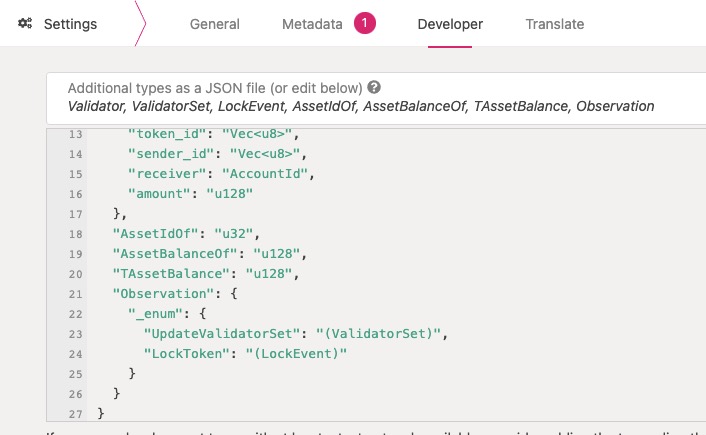 Settings
General
Metadata 1
Developer
Translate
Additional types as a JSON file (or edit below) ?
Validator, ValidatorSet, LockEvent, AssetIdOf, AssetBalanceOf, TAssetBalance, Observation
13 "token_id": "Vec<u8>",
14 "sender_id": "Vec<u8>",
15 "receiver": "AccountId",
16 "amount": "u128"
17 },
18 "AssetIdOf": "u32",
19 "AssetBalanceOf": "u128",
20 "TAssetBalance": "u128",
21 "Observation": {
22 "_enum": {
23 "UpdateValidatorSet": "(ValidatorSet)",
24 "LockToken": "(LockEvent)"
25 }
26 }
27 }